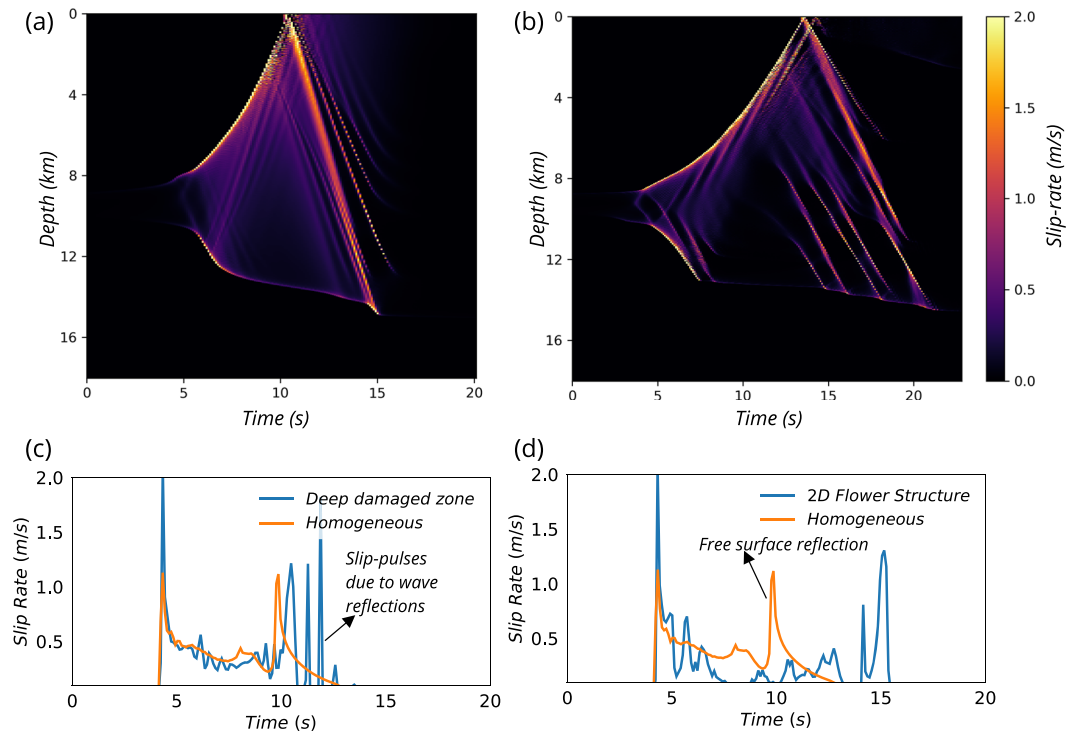 (a)
0
4
8
12
16
Depth (km)
0
5
10
15
20
Time (s)
(b)
0
4
8
12
16
Depth (km)
0
5
10
15
20
Time (s)
2.0
1.5
1.0
0.5
0.0
Slip-rate (m/s)
(c)
2.0
1.5
1.0
0.5
Slip Rate (m/s)
Deep damaged zone
Homogeneous
Slip-pulses
due to wave
reflections
0
5
10
15
20
Time (s)
(d)
2.0
1.5
1.0
0.5
Slip Rate (m/s)
2D Flower Structure
Homogeneous
Free surface reflection
0
5
10
15
20
Time (s)